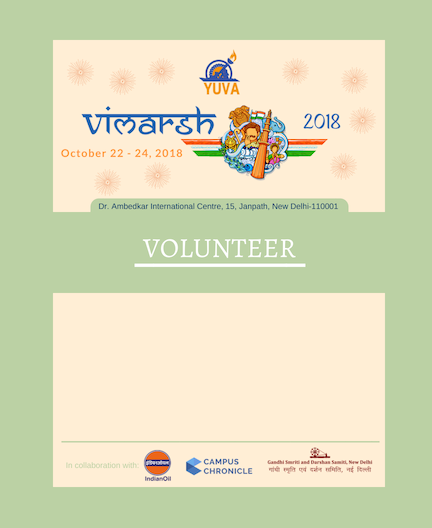 YUVA
vimarsh 2018
October 22 - 24, 2018
Dr. Ambedkar International Centre, 15, Janpath, New Delhi-110001
VOLUNTEER
In collaboration with:
इंडियनऑयल
IndianOil
CAMPUS
CHRONICLE
Gandhi Smriti and Darshan Samiti, New Delhi
गांधी स्मृति एवं दर्शन समिति, नई दिल्ली